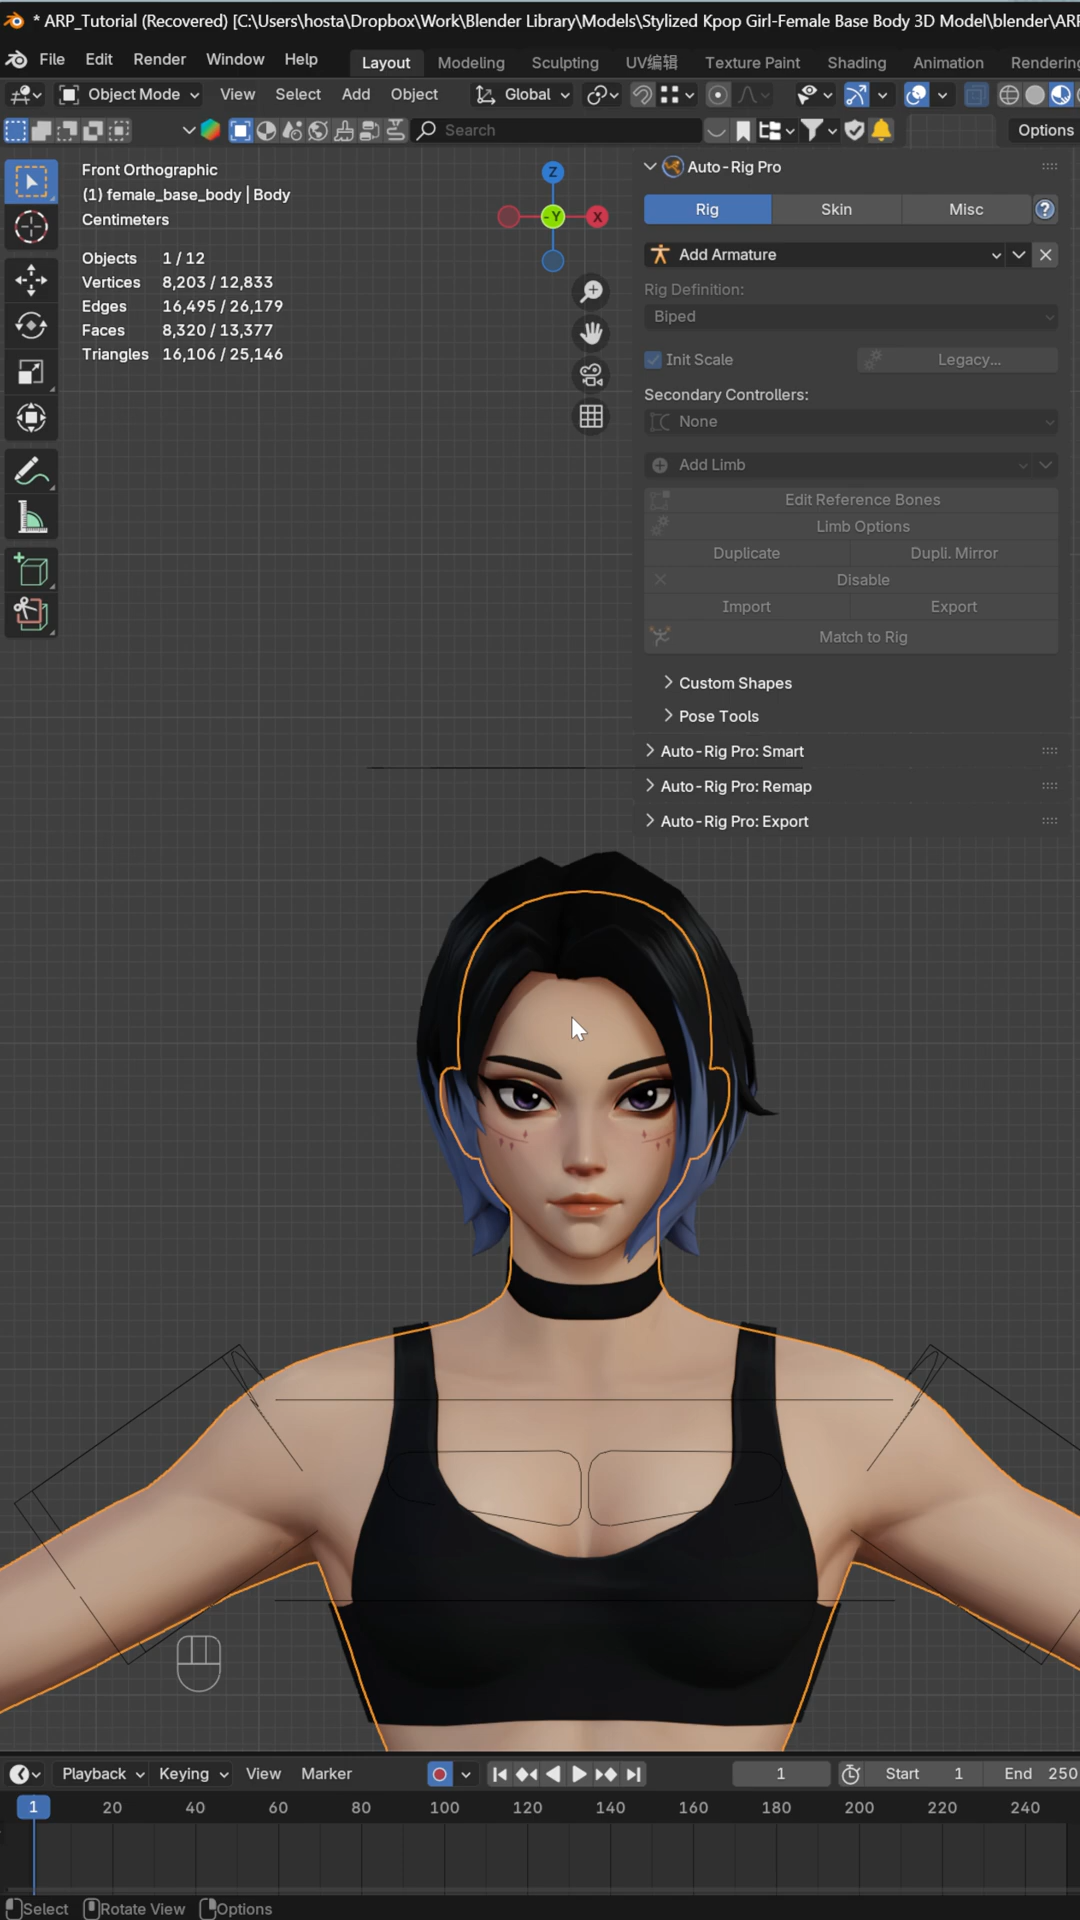 * ARP_Tutorial (Recovered) [C:\Users\hosta\Dropbox\Work\Blender Library\Models\Stylized Kpop Girl-Female Base Body 3D Model\blender\ARP
File Edit Render Window Help Layout Modeling Sculpting UV编辑 Texture Paint Shading Animation Rendering
Object Mode View Select Add Object Global
Search Options
Front Orthographic
(1) female_base_body | Body
Centimeters
Objects 1 / 12
Vertices 8,203 / 12,833
Edges 16,495 / 26,179
Faces 8,320 / 13,377
Triangles 16,106 / 25,146
Z
-Y X
Auto-Rig Pro
Rig Skin Misc ?
Add Armature
Rig Definition:
Biped
Init Scale Legacy...
Secondary Controllers:
None
Add Limb
Edit Reference Bones
Limb Options
Duplicate Dupli. Mirror
Disable
Import Export
Match to Rig
Custom Shapes
Pose Tools
Auto-Rig Pro: Smart
Auto-Rig Pro: Remap
Auto-Rig Pro: Export
Playback Keying View Marker 1 Start 1 End 250
1 20 40 60 80 100 120 140 160 180 200 220 240
Select Rotate View Options